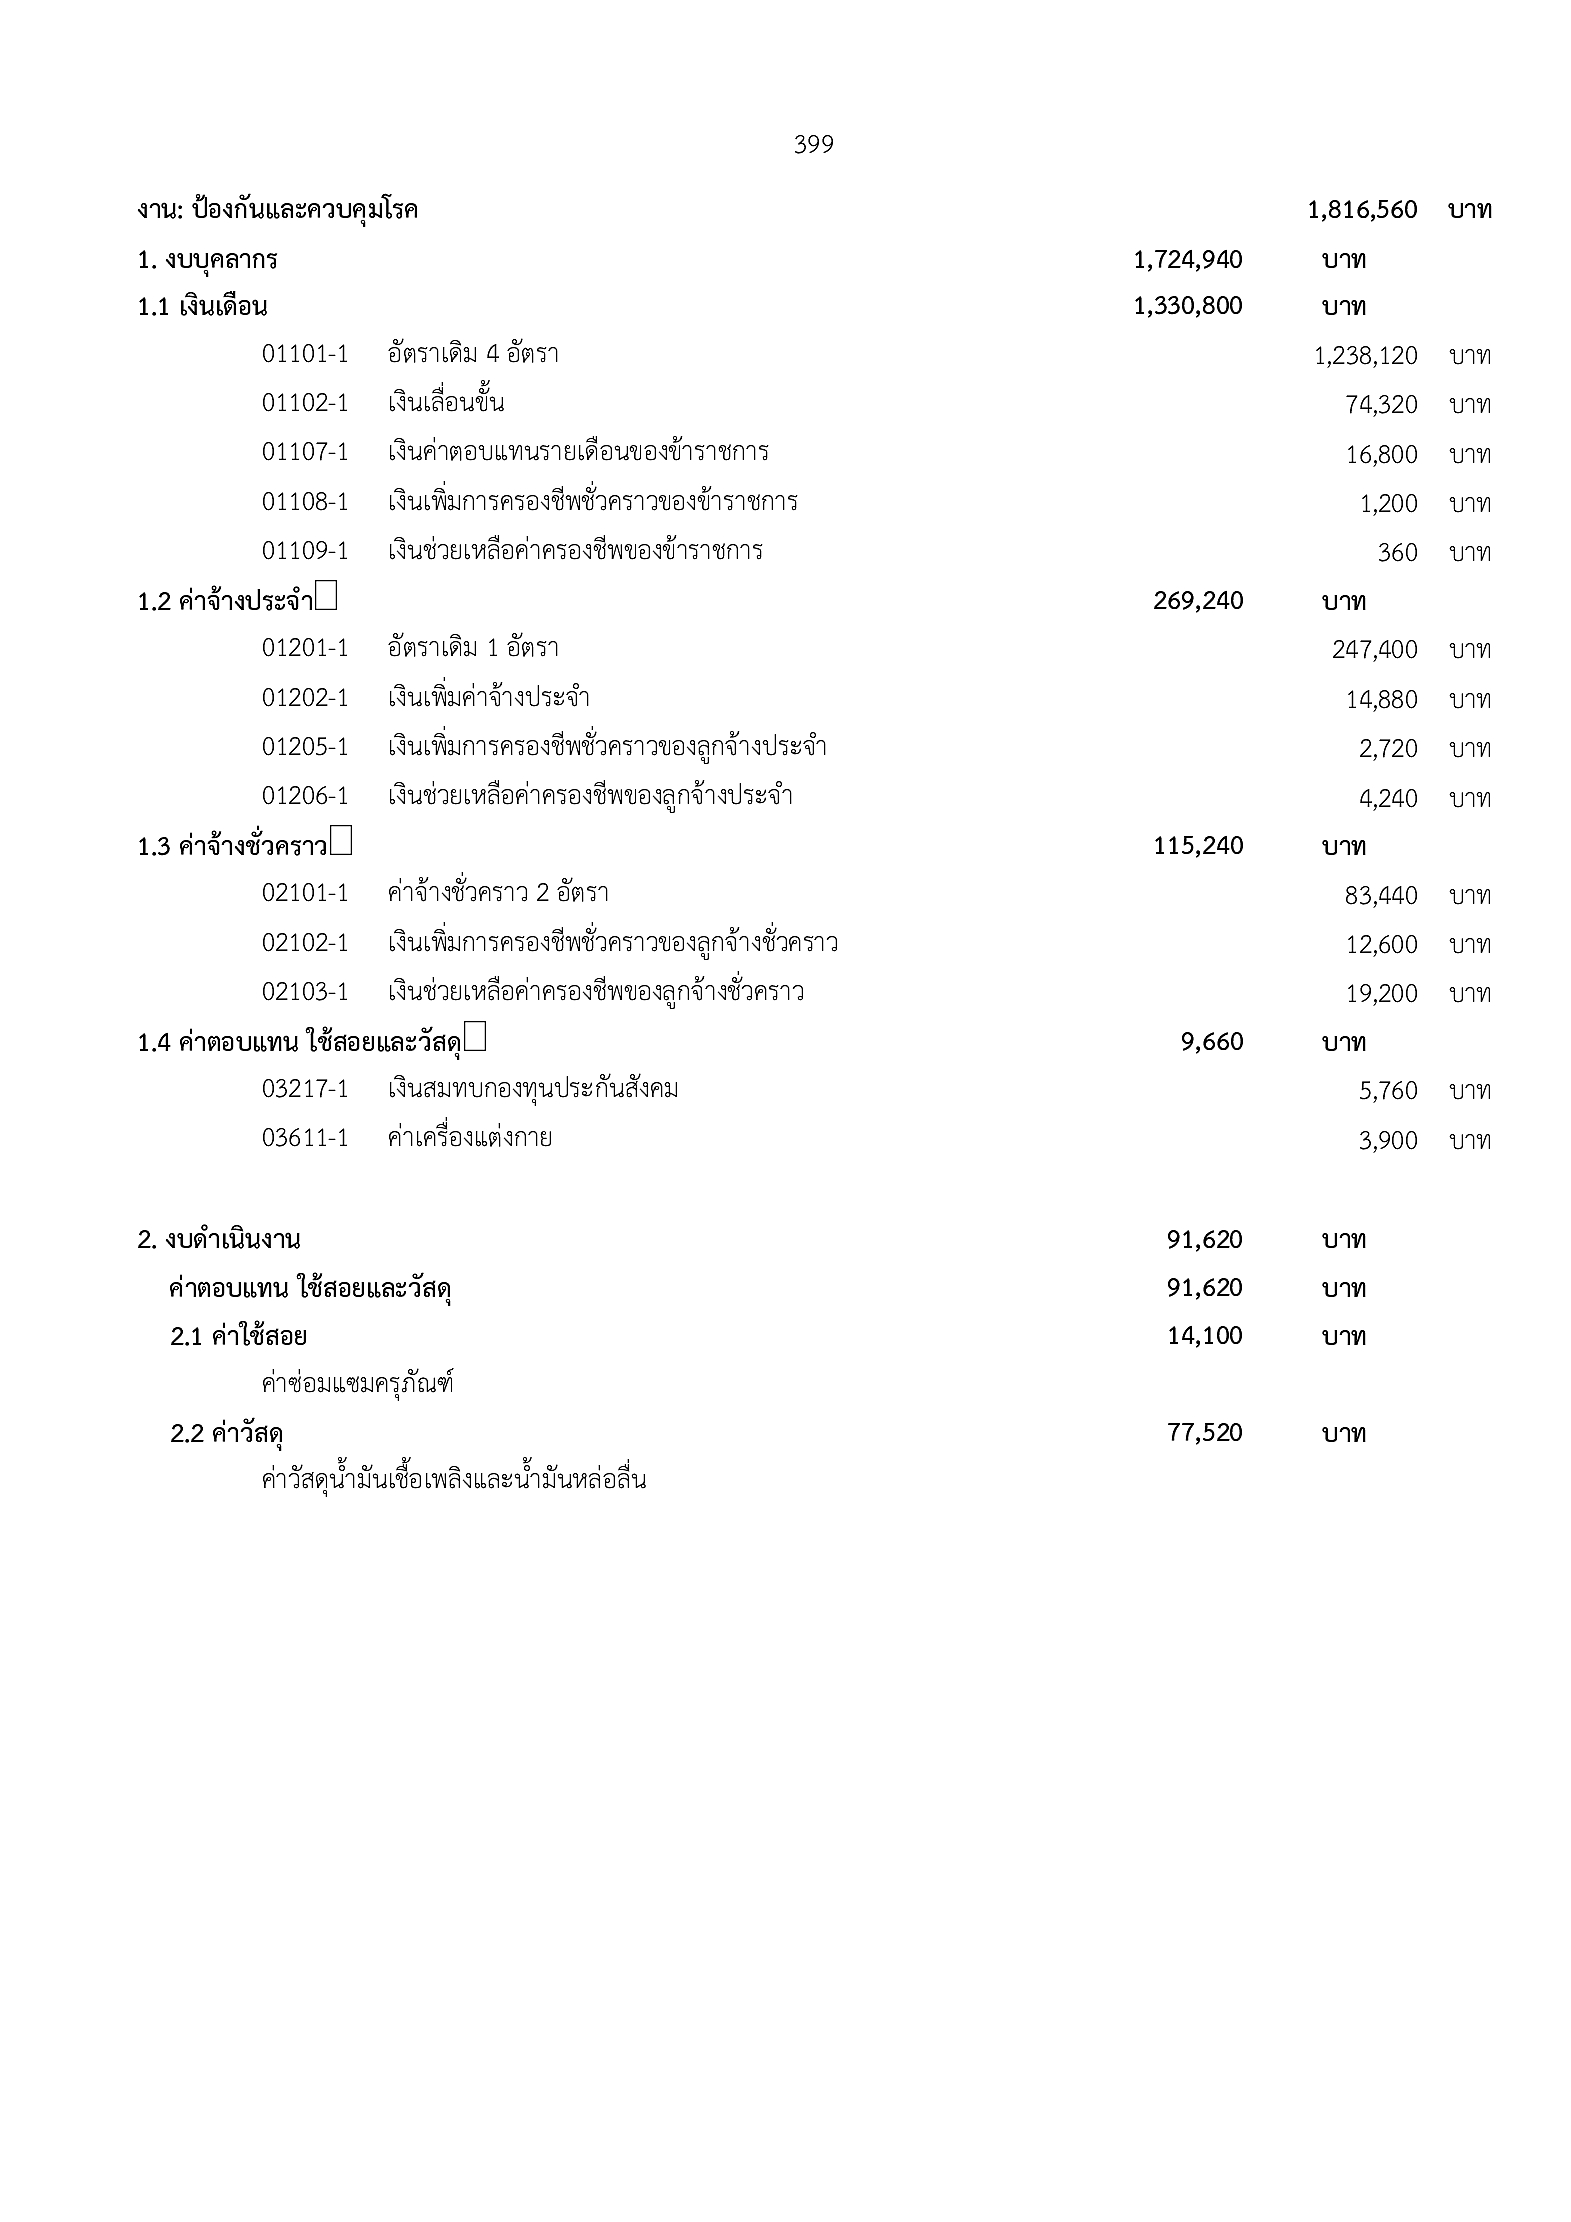 399
งาน: ป้องกันและควบคุมโรค 1,816,560 บาท
1. งบบุคลากร 1,724,940 บาท
1.1 เงินเดือน 1,330,800 บาท
01101-1 อัตราเดิม 4 อัตรา 1,238,120 บาท
01102-1 เงินเลื่อนขั้น 74,320 บาท
01107-1 เงินค่าตอบแทนรายเดือนของข้าราชการ 16,800 บาท
01108-1 เงินเพิ่มการครองชีพชั่วคราวของข้าราชการ 1,200 บาท
01109-1 เงินช่วยเหลือค่าครองชีพของข้าราชการ 360 บาท
1.2 ค่าจ้างประจำ 269,240 บาท
01201-1 อัตราเดิม 1 อัตรา 247,400 บาท
01202-1 เงินเพิ่มค่าจ้างประจำ 14,880 บาท
01205-1 เงินเพิ่มการครองชีพชั่วคราวของลูกจ้างประจำ 2,720 บาท
01206-1 เงินช่วยเหลือค่าครองชีพของลูกจ้างประจำ 4,240 บาท
1.3 ค่าจ้างชั่วคราว 115,240 บาท
02101-1 ค่าจ้างชั่วคราว 2 อัตรา 83,440 บาท
02102-1 เงินเพิ่มการครองชีพชั่วคราวของลูกจ้างชั่วคราว 12,600 บาท
02103-1 เงินช่วยเหลือค่าครองชีพของลูกจ้างชั่วคราว 19,200 บาท
1.4 ค่าตอบแทน ใช้สอยและวัสดุ 9,660 บาท
03217-1 เงินสมทบกองทุนประกันสังคม 5,760 บาท
03611-1 ค่าเครื่องแต่งกาย 3,900 บาท
2. งบดำเนินงาน 91,620 บาท
ค่าตอบแทน ใช้สอยและวัสดุ 91,620 บาท
2.1 ค่าใช้สอย 14,100 บาท
ค่าซ่อมแซมครุภัณฑ์
2.2 ค่าวัสดุ 77,520 บาท
ค่าวัสดุน้ำมันเชื้อเพลิงและน้ำมันหล่อลื่น